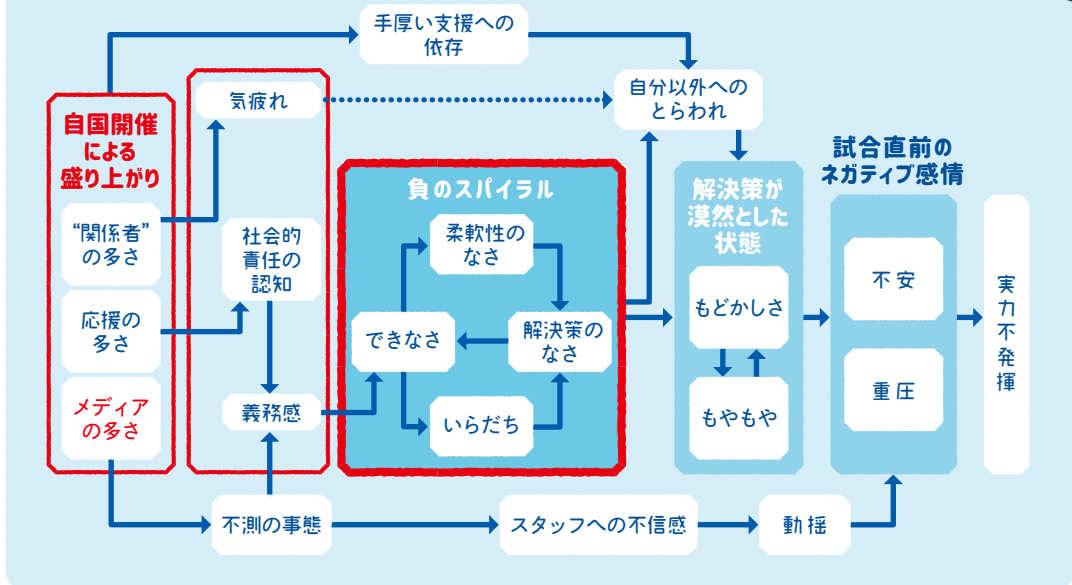 手厚い支援への
依存
気疲れ
自分以外への
とらわれ
自国開催
による
盛り上がり
“関係者”
の多さ
応援の
多さ
メディア
の多さ
社会的
責任の
認知
義務感
負のスパイラル
柔軟性の
なさ
できなさ
解決策の
なさ
いらだち
解決策が
漠然とした
状態
もどかしさ
もやもや
試合直前の
ネガティブ感情
不安
重圧
実力不発揮
不測の事態
スタッフへの不信感
動揺